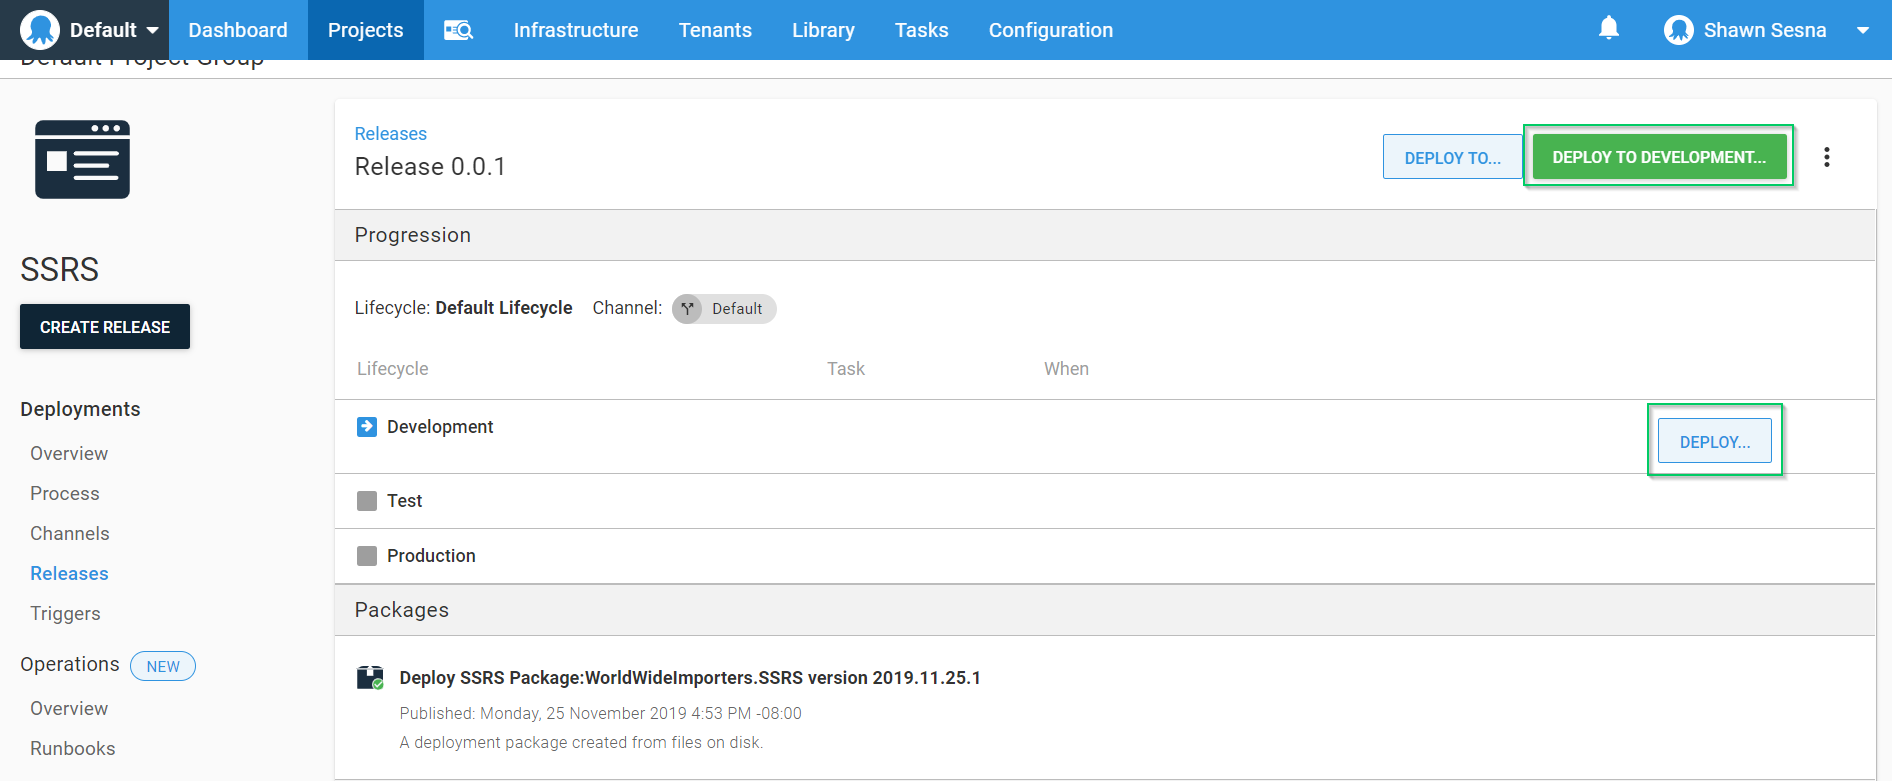 Default Dashboard Projects Infrastructure Tenants Library Tasks Configuration Shawn Sesna
Default Project Group
SSRS
CREATE RELEASE
Deployments
Overview
Process
Channels
Releases
Triggers
Operations NEW
Overview
Runbooks
Releases
Release 0.0.1
DEPLOY TO... DEPLOY TO DEVELOPMENT...
Progression
Lifecycle: Default Lifecycle Channel: Default
Lifecycle Task When
Development DEPLOY...
Test
Production
Packages
Deploy SSRS Package:WorldWideImporters.SSRS version 2019.11.25.1
Published: Monday, 25 November 2019 4:53 PM -08:00
A deployment package created from files on disk.